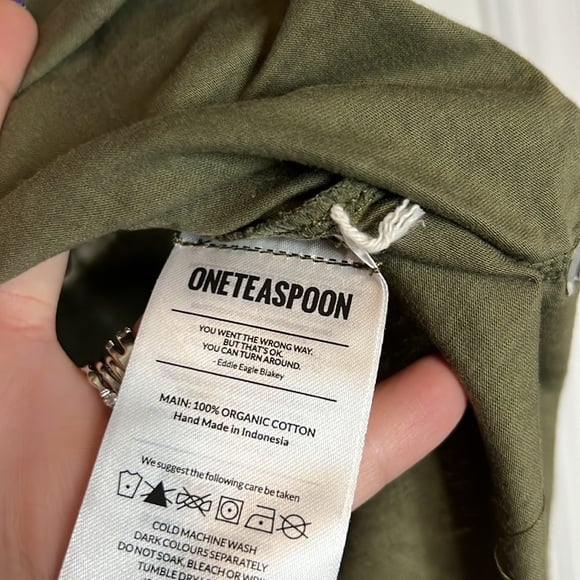 ONETEASPOON
YOU WENT THE WRONG WAY,
BUT THAT'S OK.
YOU CAN TURN AROUND.
- Eddie Eagle Blakey
MAIN: 100% ORGANIC COTTON
Hand Made in Indonesia
We suggest the following care be taken
COLD MACHINE WASH
DARK COLOURS SEPARATELY
DO NOT SOAK, BLEACH OR
TUMBLE DRY